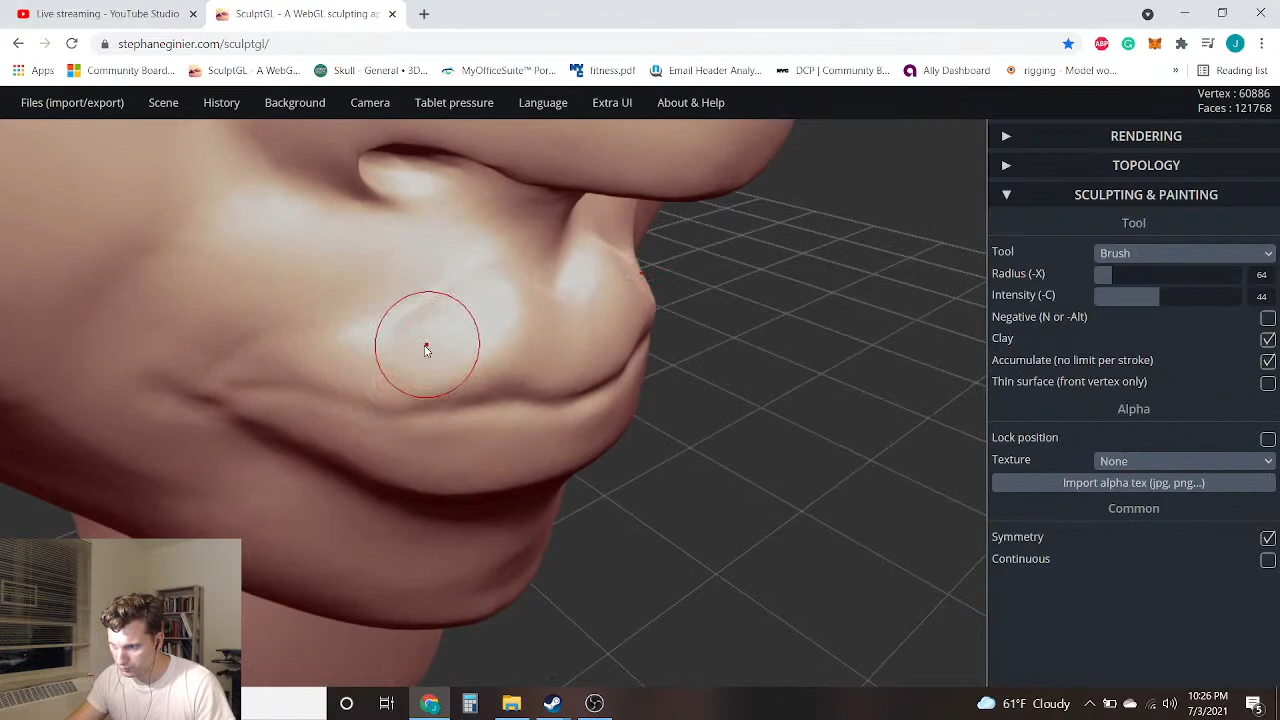 Live streaming - YouTube Studio
SculptGL - A WebGL sculpting ap
stephaneginier.com/sculptgl/
Apps
Community Board...
SculptGL - A WebG...
Skull - General • 3D...
MyOfficeSuite™ Por...
fitness.pdf
Email Header Analy...
DCP | Community B...
Ally Dashboard
rigging - Model wo...
»
Reading list
Files (import/export) Scene History Background Camera Tablet pressure Language Extra UI About & Help
Vertex : 60886
Faces : 121768
RENDERING
TOPOLOGY
SCULPTING & PAINTING
Tool
Tool Brush
Radius (-X) 64
Intensity (-C) 44
Negative (N or -Alt)
Clay
Accumulate (no limit per stroke)
Thin surface (front vertex only)
Alpha
Lock position
Texture None
Import alpha tex (jpg, png...)
Common
Symmetry
Continuous
61°F Cloudy
10:26 PM
7/3/2021